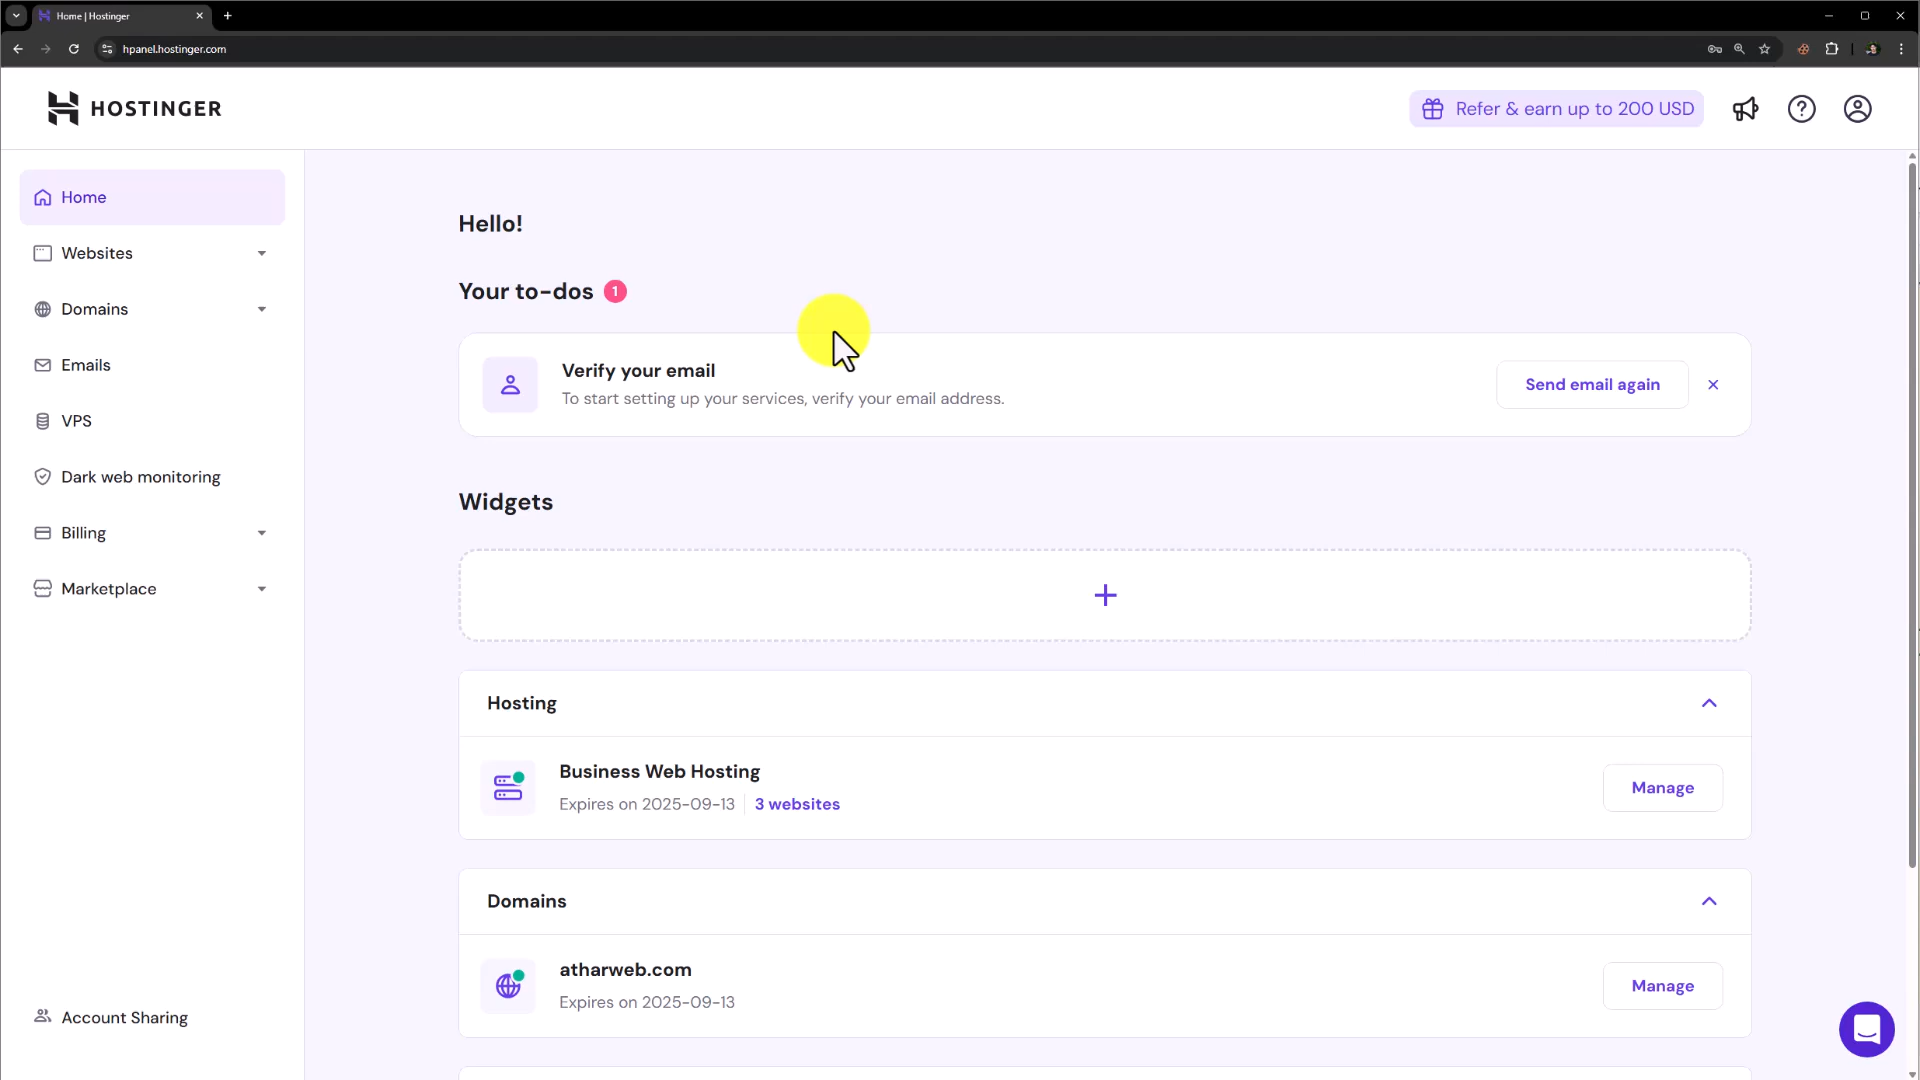 Home | Hostinger
hpanel.hostinger.com
HOSTINGER
Refer & earn up to 200 USD
Home
Websites
Domains
Emails
VPS
Dark web monitoring
Billing
Marketplace
Account Sharing
Hello!
Your to-dos 1
Verify your email
To start setting up your services, verify your email address.
Send email again
Widgets
Hosting
Business Web Hosting
Expires on 2025-09-13 3 websites
Manage
Domains
atharweb.com
Expires on 2025-09-13
Manage